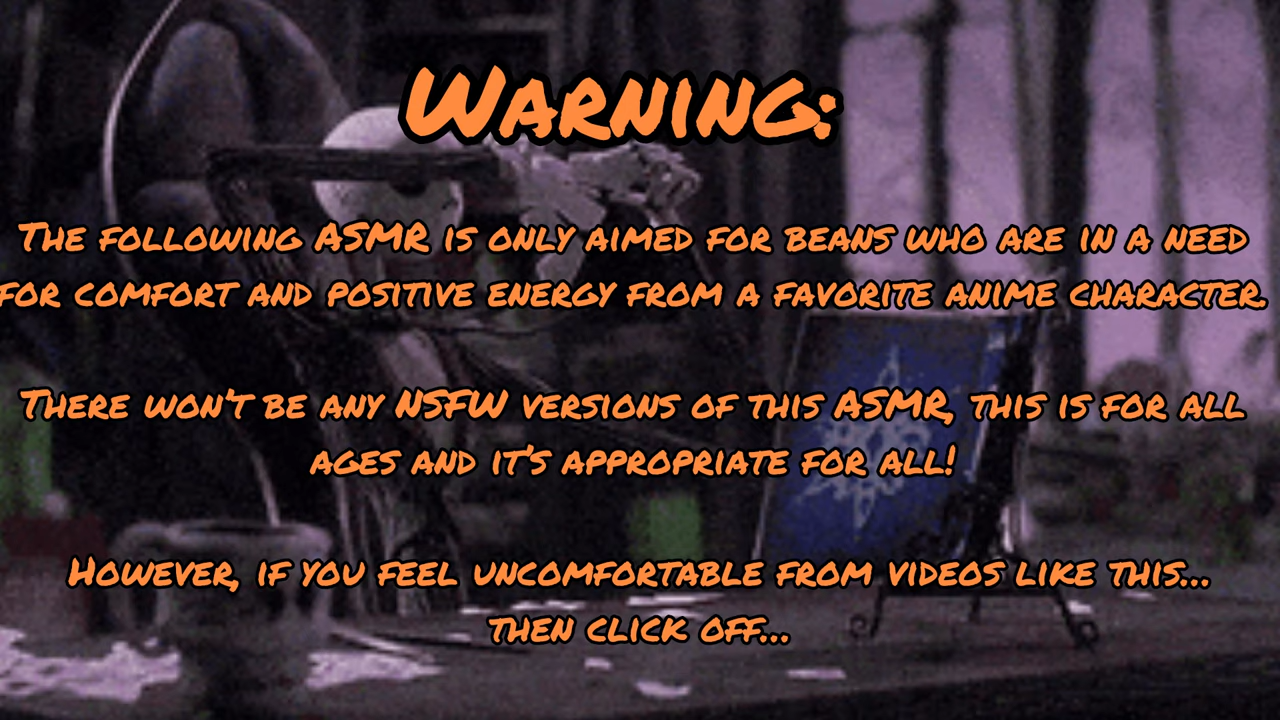 Warning:
The following ASMR is only aimed for beans who are in a need
for comfort and positive energy from a favorite anime character.
There won't be any NSFW versions of this ASMR, this is for all
ages and it's appropriate for all!
However, if you feel uncomfortable from videos like this...
then click off...